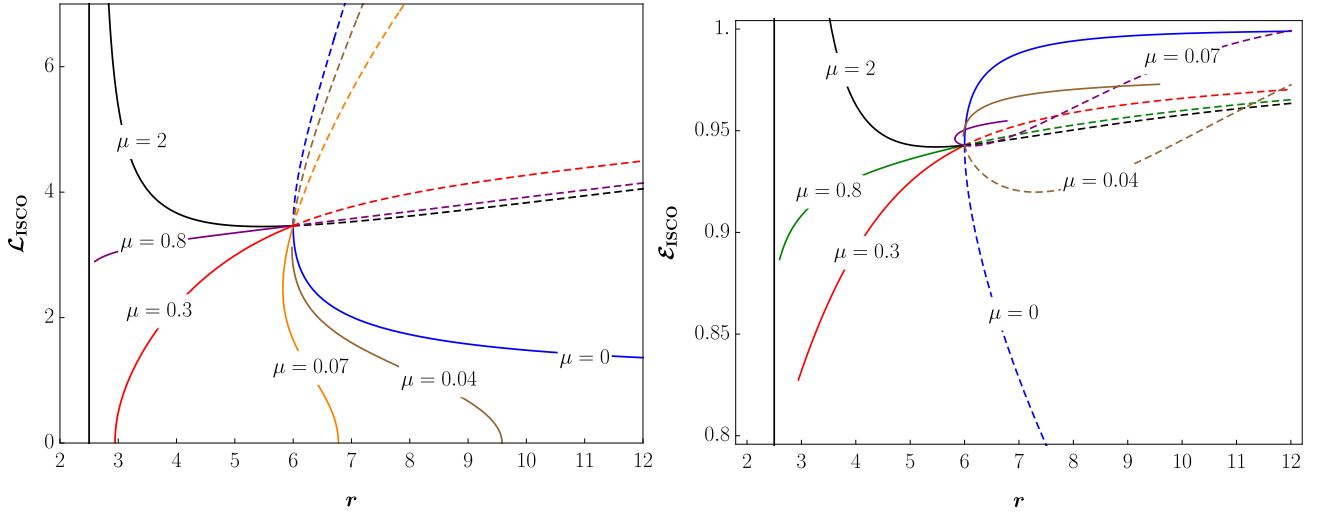 6
4
2
0
𝓛ISCO
μ = 2
μ = 0.8
μ = 0.3
μ = 0.07
μ = 0.04
μ = 0
2 3 4 5 6 7 8 9 10 11 12
r
1.
0.95
0.9
0.85
0.8
𝓔ISCO
μ = 2
μ = 0.07
μ = 0.8
μ = 0.04
μ = 0.3
μ = 0
2 3 4 5 6 7 8 9 10 11 12
r